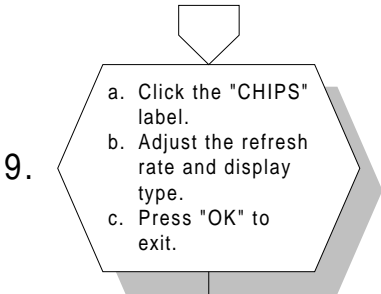 9.
a. Click the "CHIPS"
label.
b. Adjust the refresh
rate and display
type.
c. Press "OK" to
exit.